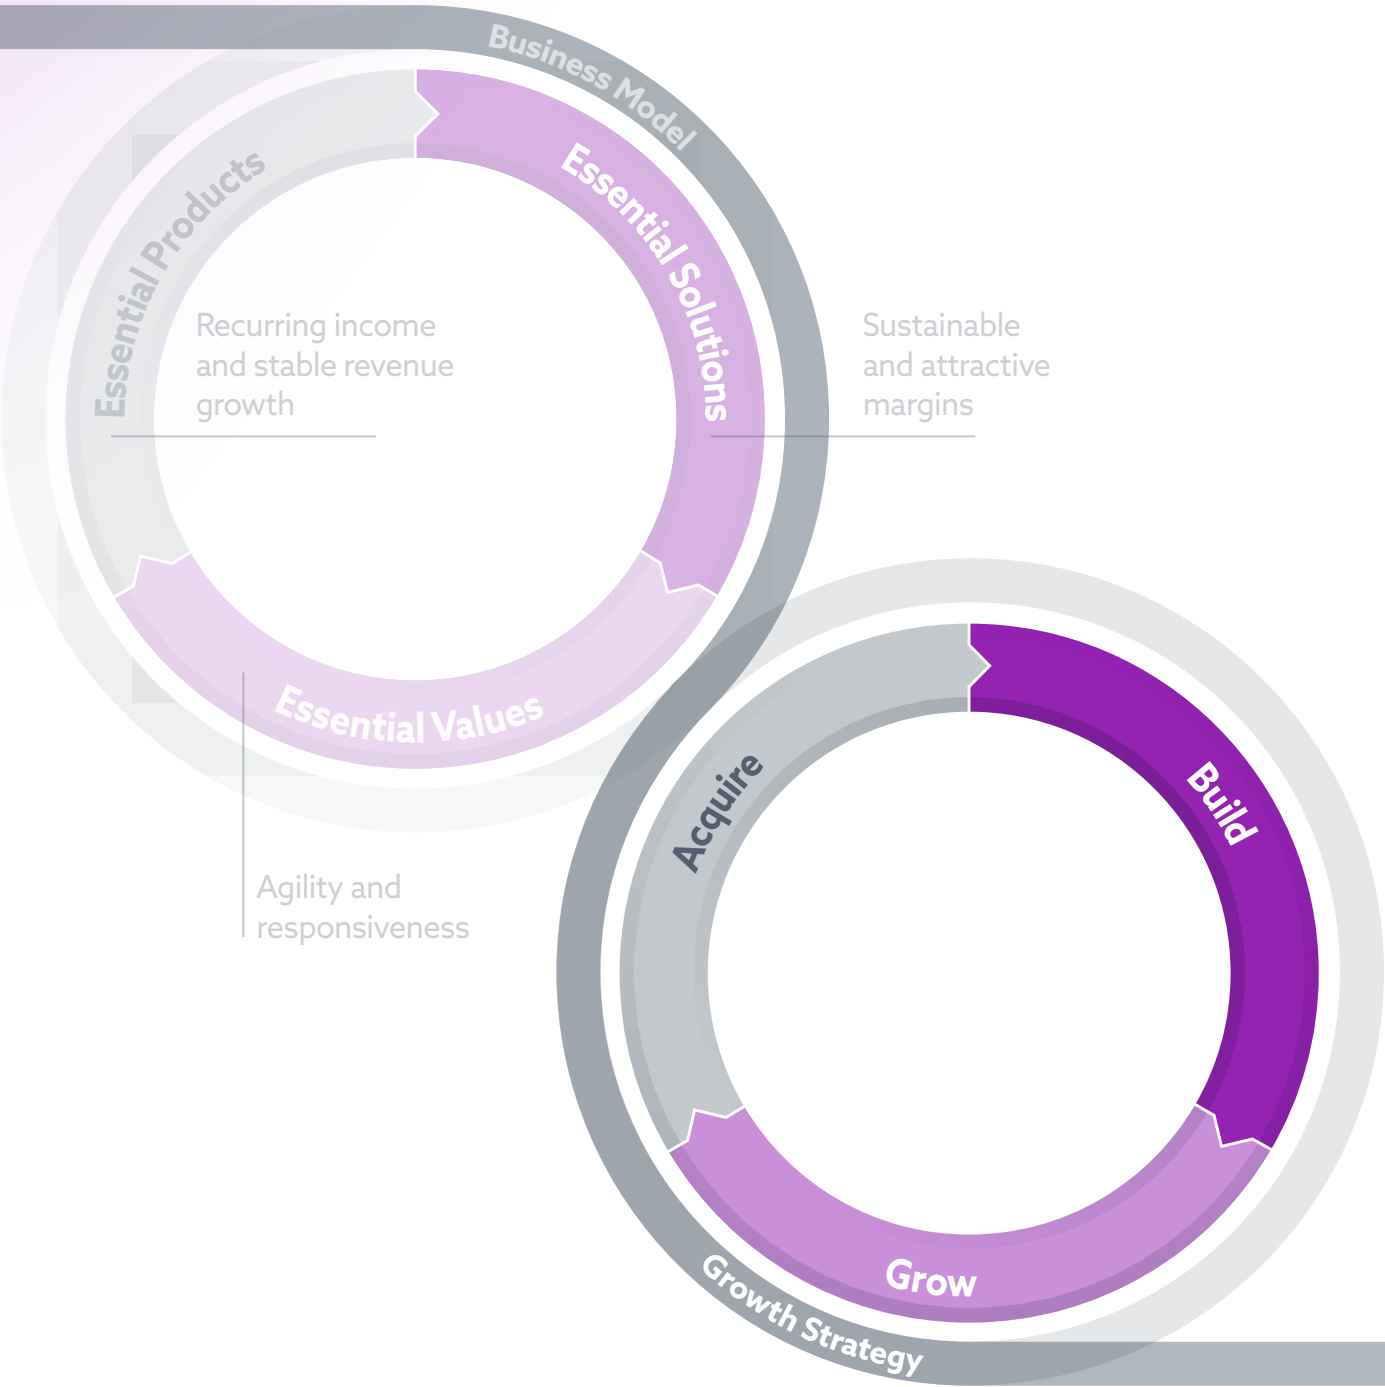 Business Model
Essential Products
Essential Solutions
Recurring income
and stable revenue
growth
Sustainable
and attractive
margins
Essential Values
Agility and
responsiveness
Acquire
Build
Grow
Growth Strategy